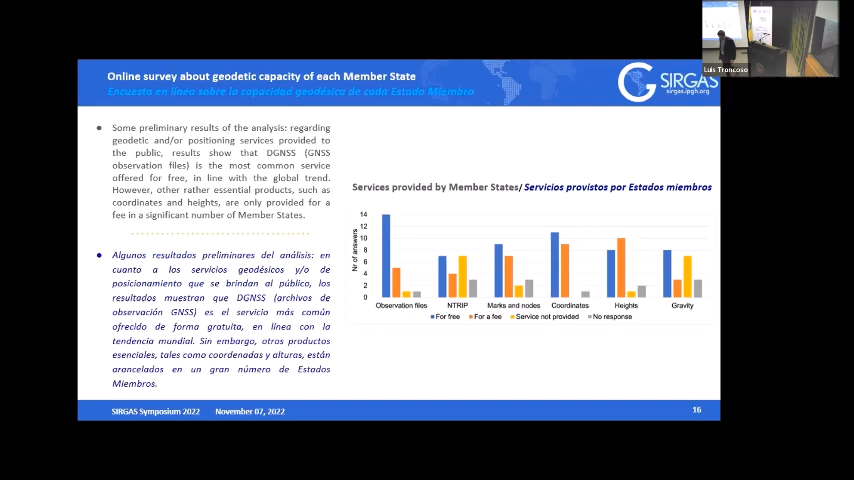 Online survey about geodetic capacity of each Member State
Encuesta en línea sobre la capacidad geodésica de cada Estado Miembro
SIRGAS
sirgas.ipgh.org
Luis Troncoso
● Some preliminary results of the analysis: regarding
geodetic and/or positioning services provided to
the public, results show that DGNSS (GNSS
observation files) is the most common service
offered for free, in line with the global trend.
However, other rather essential products, such as
coordinates and heights, are only provided for a
fee in a significant number of Member States.
● Algunos resultados preliminares del análisis: en
cuanto a los servicios geodésicos y/o de
posicionamiento que se brindan al público, los
resultados muestran que DGNSS (archivos de
observación GNSS) es el servicio más común
ofrecido de forma gratuita, en línea con la
tendencia mundial. Sin embargo, otros productos
esenciales, tales como coordenadas y alturas, están
arancelados en un gran número de Estados
Miembros.
Services provided by Member States/ Servicios provistos por Estados miembros
Nr of answers
14
12
10
8
6
4
2
0
Observation files NTRIP Marks and nodes Coordinates Heights Gravity
For free For a fee Service not provided No response
SIRGAS Symposium 2022 November 07, 2022 16